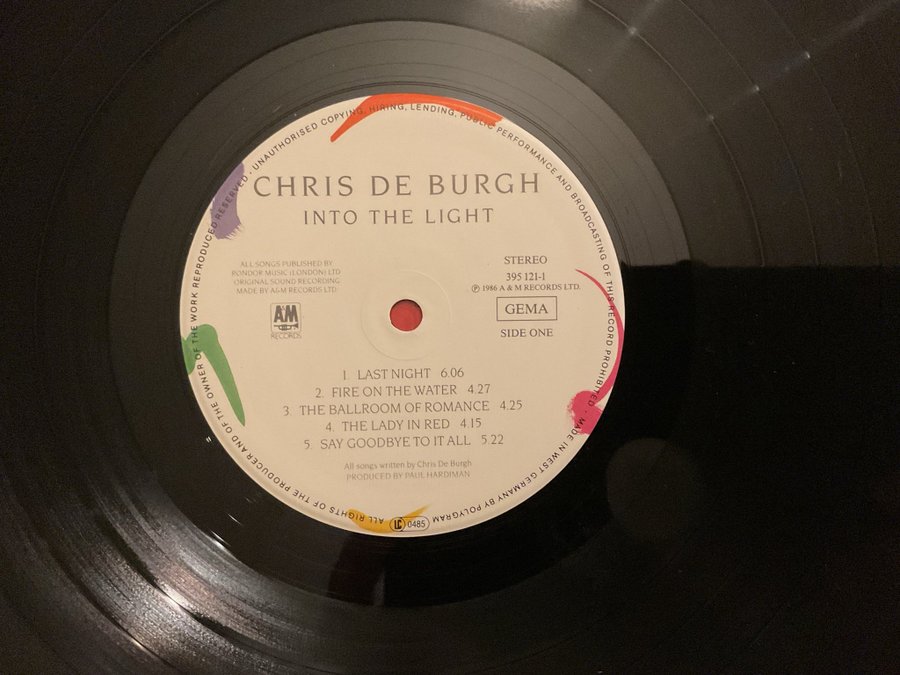 CHRIS DE BURGH
INTO THE LIGHT
ALL SONGS PUBLISHED BY
RONDOR MUSIC (LONDON) LTD
ORIGINAL SOUND RECORDING
MADE BY A&M RECORDS LTD
A&M
RECORDS
STEREO
395 121-1
℗ 1986 A & M RECORDS LTD.
GEMA
SIDE ONE
1 LAST NIGHT 6.06
2. FIRE ON THE WATER 4.27
3 THE BALLROOM OF ROMANCE 4.25
4. THE LADY IN RED 4.15
5. SAY GOODBYE TO IT ALL 5.22
All songs written by Chris De Burgh
PRODUCED BY PAUL HARDIMAN
ALL RIGHTS OF THE PRODUCER AND OF THE OWNER OF THE WORK REPRODUCED RESERVED · UNAUTHORISED COPYING, HIRING, LENDING, PUBLIC PERFORMANCE AND BROADCASTING OF THIS RECORD PROHIBITED · MADE IN WEST GERMANY BY POLYGRAM
LC 0485